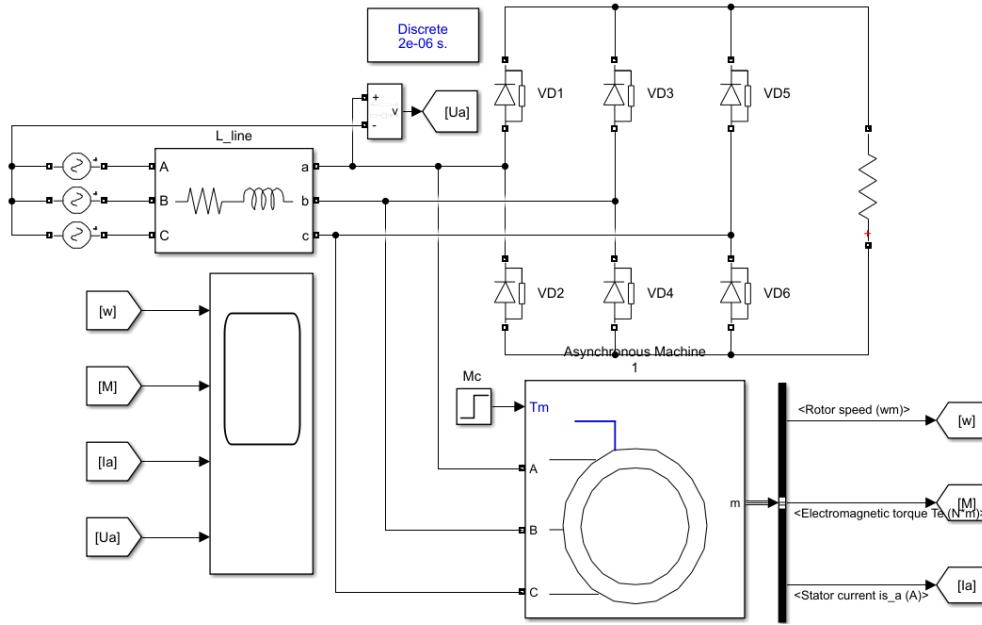 Discrete
2e-06 s.
VD1
VD3
VD5
+
v
-
[Ua]
L_line
A
a
B
b
C
c
VD2
VD4
VD6
[w]
[M]
[Ia]
[Ua]
Asynchronous Machine
1
Mc
Tm
A
B
C
m
<Rotor speed (wm)>
[w]
[M]
<Electromagnetic torque Te (N*m)>
[Ia]
<Stator current is_a (A)>